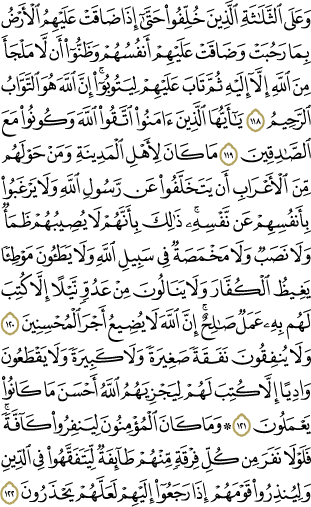 وَعَلَى ٱلثَّلَـٰثَةِ ٱلَّذِينَ خُلِّفُوا۟ حَتَّىٰٓ إِذَا ضَاقَتْ عَلَيْهِمُ ٱلْأَرْضُ
بِمَا رَحُبَتْ وَضَاقَتْ عَلَيْهِمْ أَنفُسُهُمْ وَظَنُّوٓا۟ أَن لَّا مَلْجَأَ
مِنَ ٱللَّهِ إِلَّآ إِلَيْهِ ثُمَّ تَابَ عَلَيْهِمْ لِيَتُوبُوٓا۟ ۚ إِنَّ ٱللَّهَ هُوَ ٱلتَّوَّابُ
ٱلرَّحِيمُ ١١٨ يَـٰٓأَيُّهَا ٱلَّذِينَ ءَامَنُوا۟ ٱتَّقُوا۟ ٱللَّهَ وَكُونُوا۟ مَعَ
ٱلصَّـٰدِقِينَ ١١٩ مَا كَانَ لِأَهْلِ ٱلْمَدِينَةِ وَمَنْ حَوْلَهُم
مِّنَ ٱلْأَعْرَابِ أَن يَتَخَلَّفُوا۟ عَن رَّسُولِ ٱللَّهِ وَلَا يَرْغَبُوا۟
بِأَنفُسِهِمْ عَن نَّفْسِهِۦ ۚ ذَٰلِكَ بِأَنَّهُمْ لَا يُصِيبُهُمْ ظَمَأٌ
وَلَا نَصَبٌ وَلَا مَخْمَصَةٌ فِى سَبِيلِ ٱللَّهِ وَلَا يَطَـُٔونَ مَوْطِئًا
يَغِيظُ ٱلْكُفَّارَ وَلَا يَنَالُونَ مِنْ عَدُوٍّ نَّيْلًا إِلَّا كُتِبَ
لَهُم بِهِۦ عَمَلٌ صَـٰلِحٌ ۚ إِنَّ ٱللَّهَ لَا يُضِيعُ أَجْرَ ٱلْمُحْسِنِينَ ١٢٠
وَلَا يُنفِقُونَ نَفَقَةً صَغِيرَةً وَلَا كَبِيرَةً وَلَا يَقْطَعُونَ
وَادِيًا إِلَّا كُتِبَ لَهُمْ لِيَجْزِيَهُمُ ٱللَّهُ أَحْسَنَ مَا كَانُوا۟
يَعْمَلُونَ ١٢١ ۞ وَمَا كَانَ ٱلْمُؤْمِنُونَ لِيَنفِرُوا۟ كَآفَّةً ۚ
فَلَوْلَا نَفَرَ مِن كُلِّ فِرْقَةٍ مِّنْهُمْ طَآئِفَةٌ لِّيَتَفَقَّهُوا۟ فِى ٱلدِّينِ
وَلِيُنذِرُوا۟ قَوْمَهُمْ إِذَا رَجَعُوٓا۟ إِلَيْهِمْ لَعَلَّهُمْ يَحْذَرُونَ ١٢٢